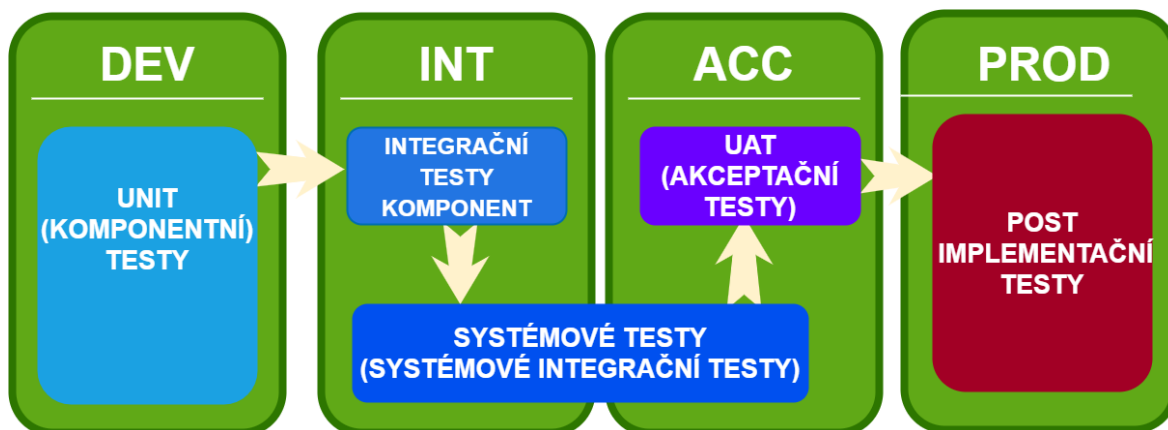 DEV
UNIT
(KOMPONENTNÍ)
TESTY
INT
INTEGRAČNÍ
TESTY
KOMPONENT
SYSTÉMOVÉ TESTY
(SYSTÉMOVÉ INTEGRAČNÍ TESTY)
ACC
UAT
(AKCEPTAČNÍ
TESTY)
PROD
POST
IMPLEMENTAČNÍ
TESTY